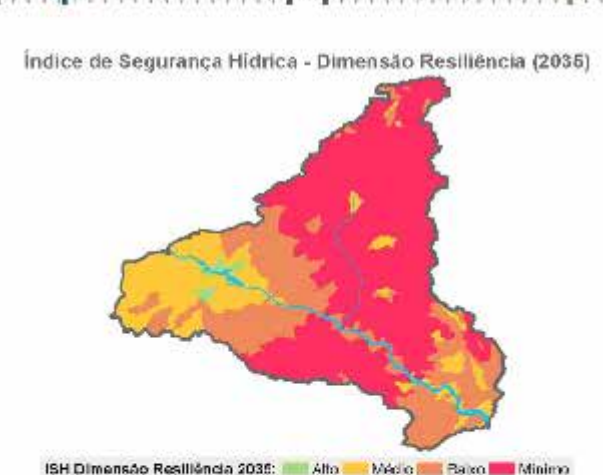 Índice de Segurança Hídrica - Dimensão Resiliência (2035)
ISH Dimensão Resiliência 2035: Alto Médio Baixo Mínimo